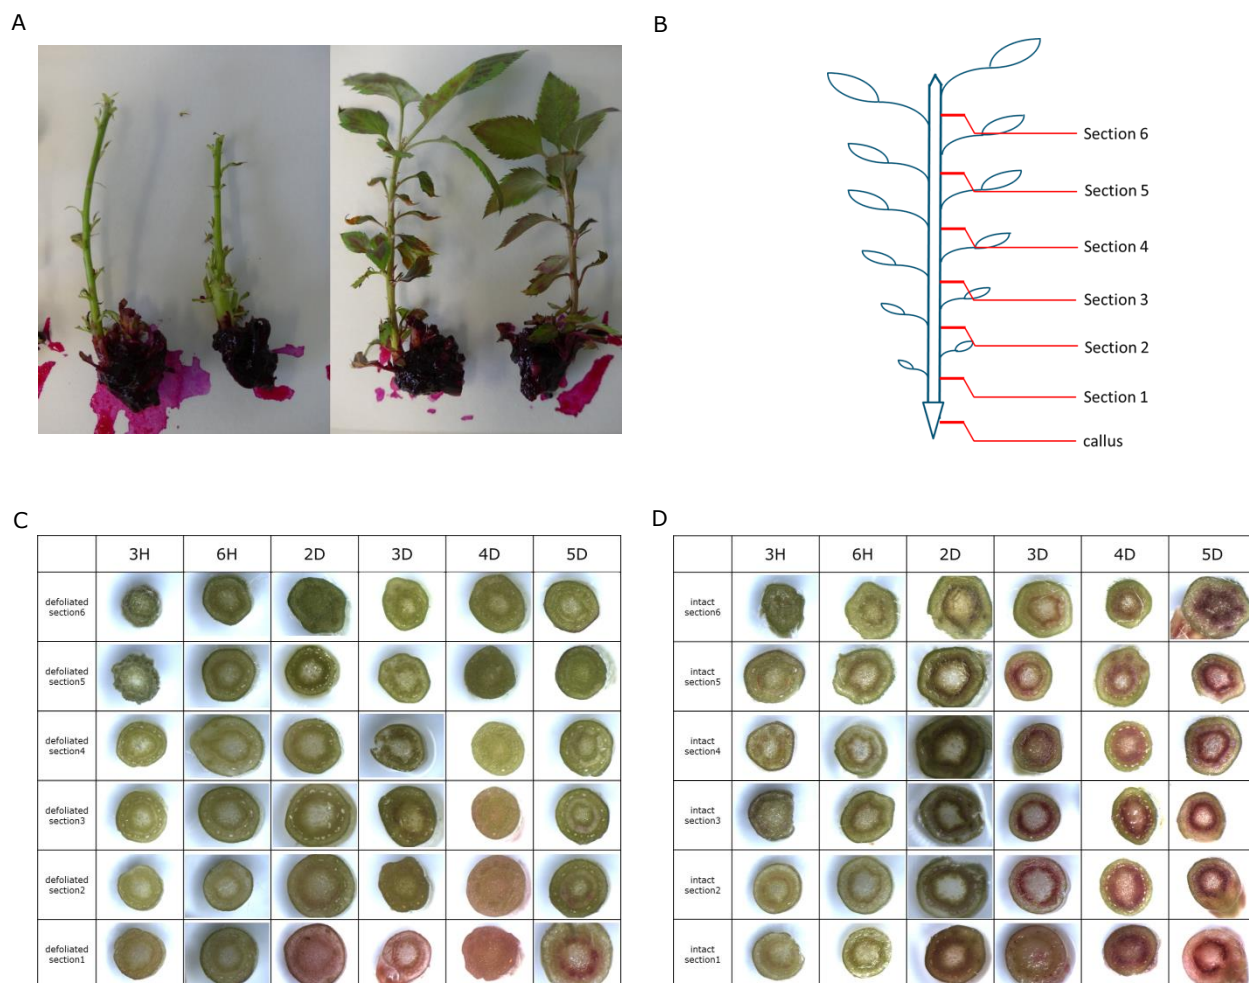 A
B
Section 6
Section 5
Section 4
Section 3
Section 2
Section 1
callus
C
3H 6H 2D 3D 4D 5D
defoliated
section6
defoliated
section5
defoliated
section4
defoliated
section3
defoliated
section2
defoliated
section1
D
3H 6H 2D 3D 4D 5D
intact
section6
intact
section5
intact
section4
intact
section3
intact
section2
intact
section1